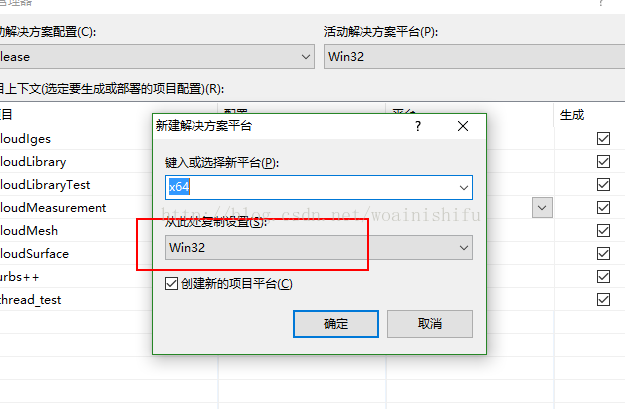 管理器
?
动解决方案配置(C):
活动解决方案平台(P):
lease
Win32
目上下文(选定要生成或部署的项目配置)(R):
项目
配置
平台
生成
loudIges
loudLibrary
loudLibraryTest
loudMeasurement
loudMesh
loudSurface
urbs++
thread_test
新建解决方案平台
?
键入或选择新平台(P):
x64
http://blog.csdn.net/woainishifu
从此处复制设置(S):
Win32
创建新的项目平台(C)
确定
取消